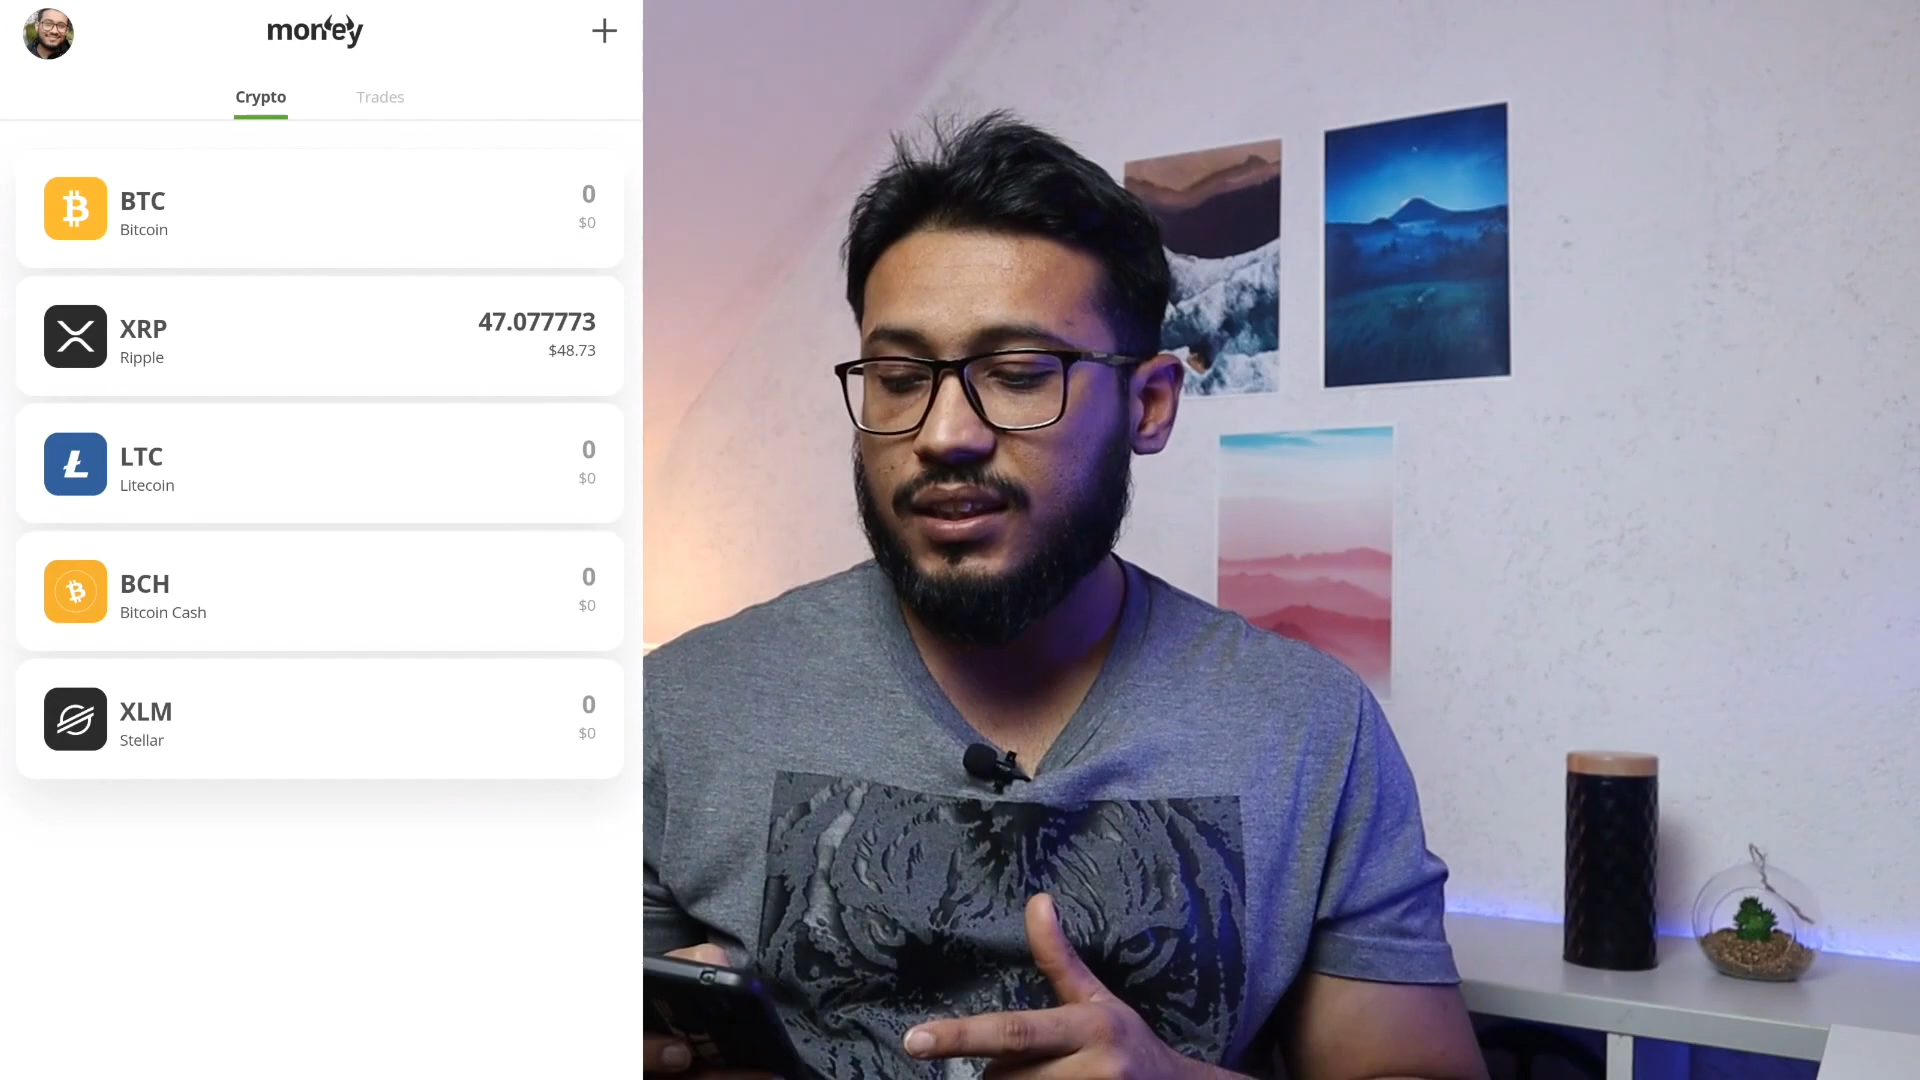 money
Crypto
Trades
BTC
Bitcoin
0
$0
XRP
Ripple
47.077773
$48.73
LTC
Litecoin
0
$0
BCH
Bitcoin Cash
0
$0
XLM
Stellar
0
$0